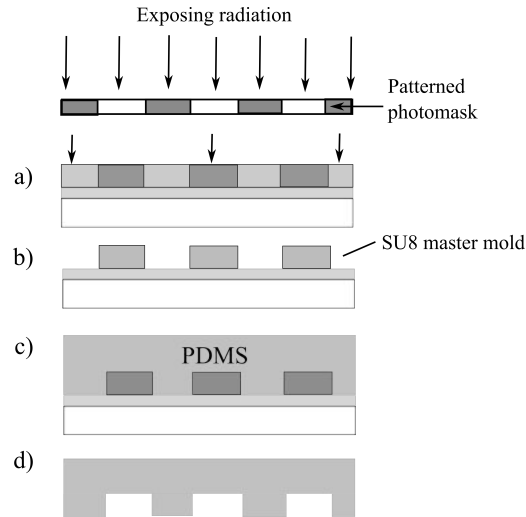 Exposing radiation
Patterned
photomask
a)
b)
SU8 master mold
c)
PDMS
d)